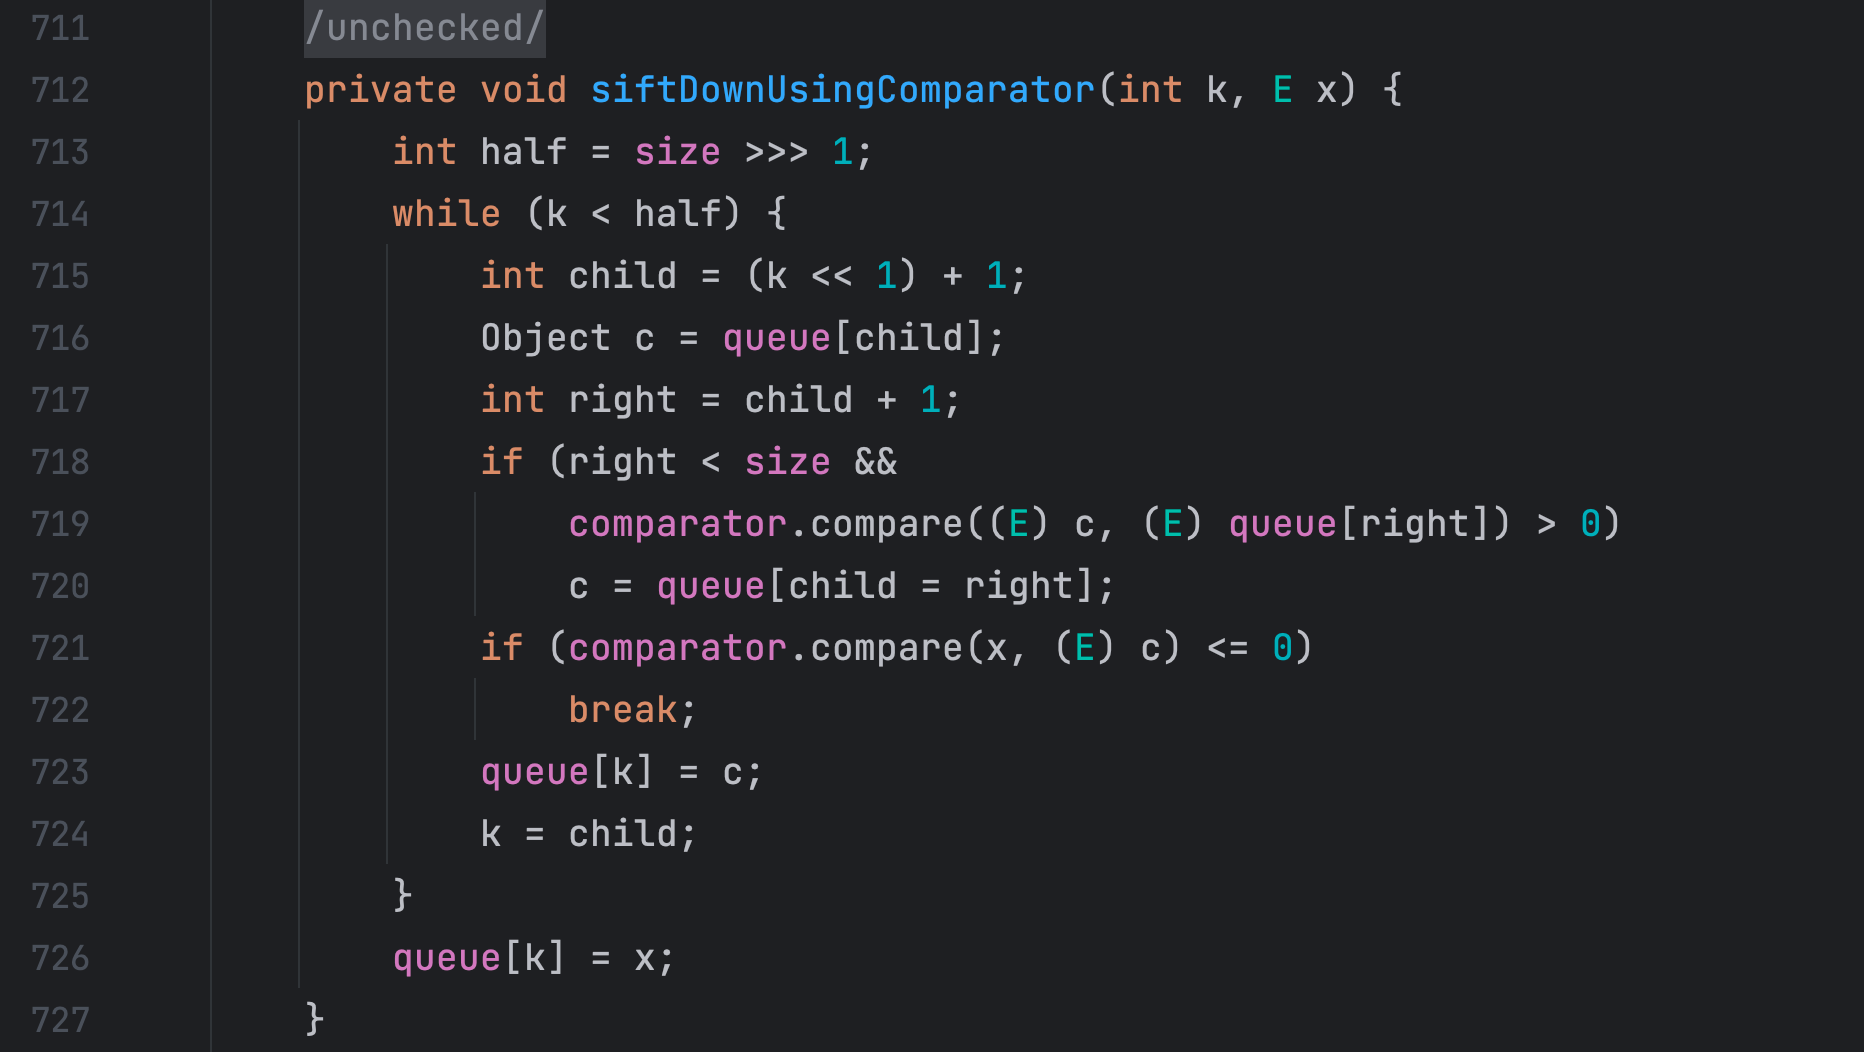 711 /unchecked/
712 private void siftDownUsingComparator(int k, E x) {
713 int half = size >>> 1;
714 while (k < half) {
715 int child = (k << 1) + 1;
716 Object c = queue[child];
717 int right = child + 1;
718 if (right < size &&
719 comparator.compare((E) c, (E) queue[right]) > 0)
720 c = queue[child = right];
721 if (comparator.compare(x, (E) c) <= 0)
722 break;
723 queue[k] = c;
724 k = child;
725 }
726 queue[k] = x;
727 }